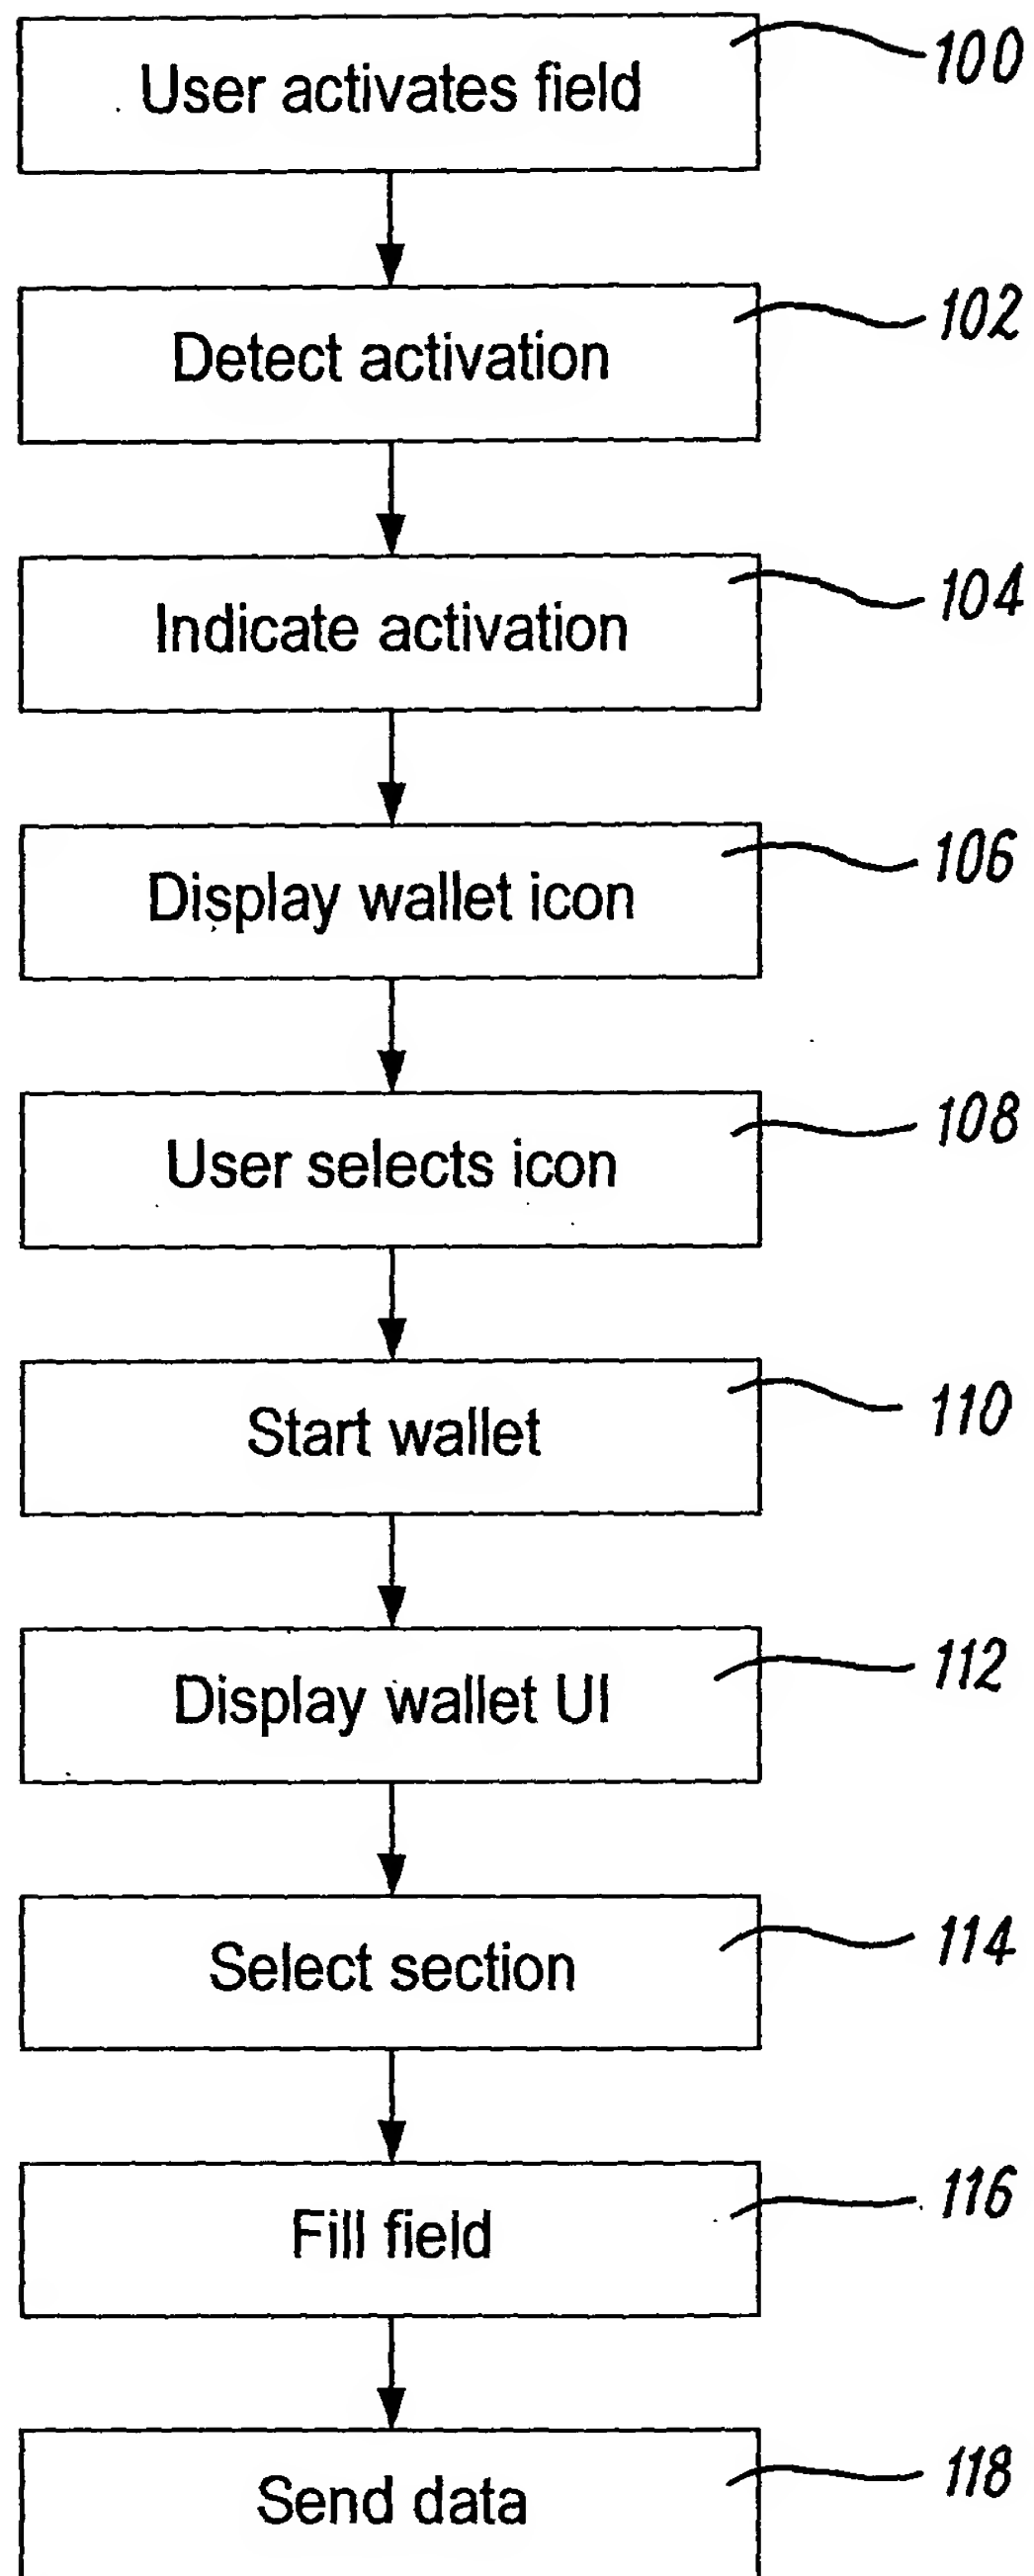 User activates field
100
Detect activation
102
Indicate activation
104
Display wallet icon
106
User selects icon
108
Start wallet
110
Display wallet UI
112
Select section
114
Fill field
116
Send data
118